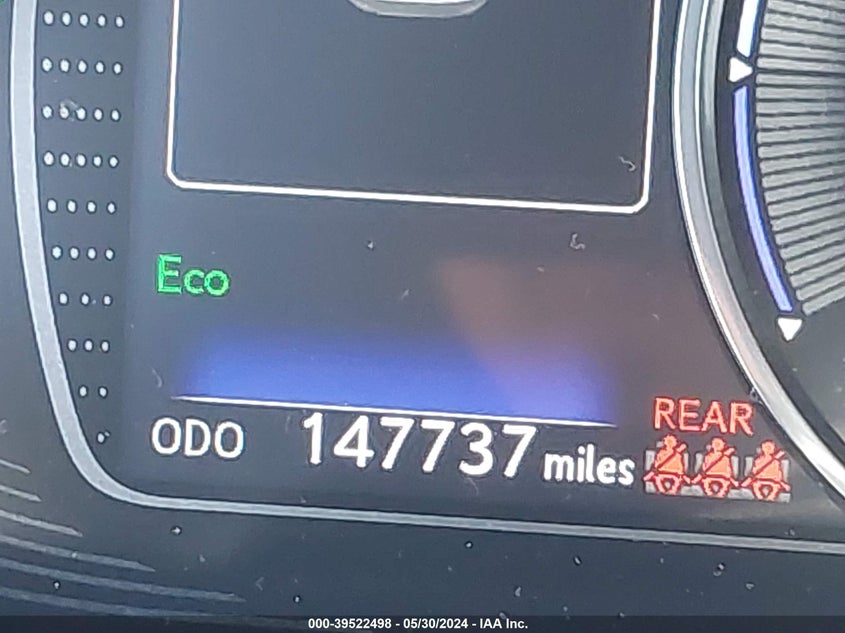 Eco
REAR
ODO 147737 miles
000-39522498 - 05/30/2024 - IAA Inc.